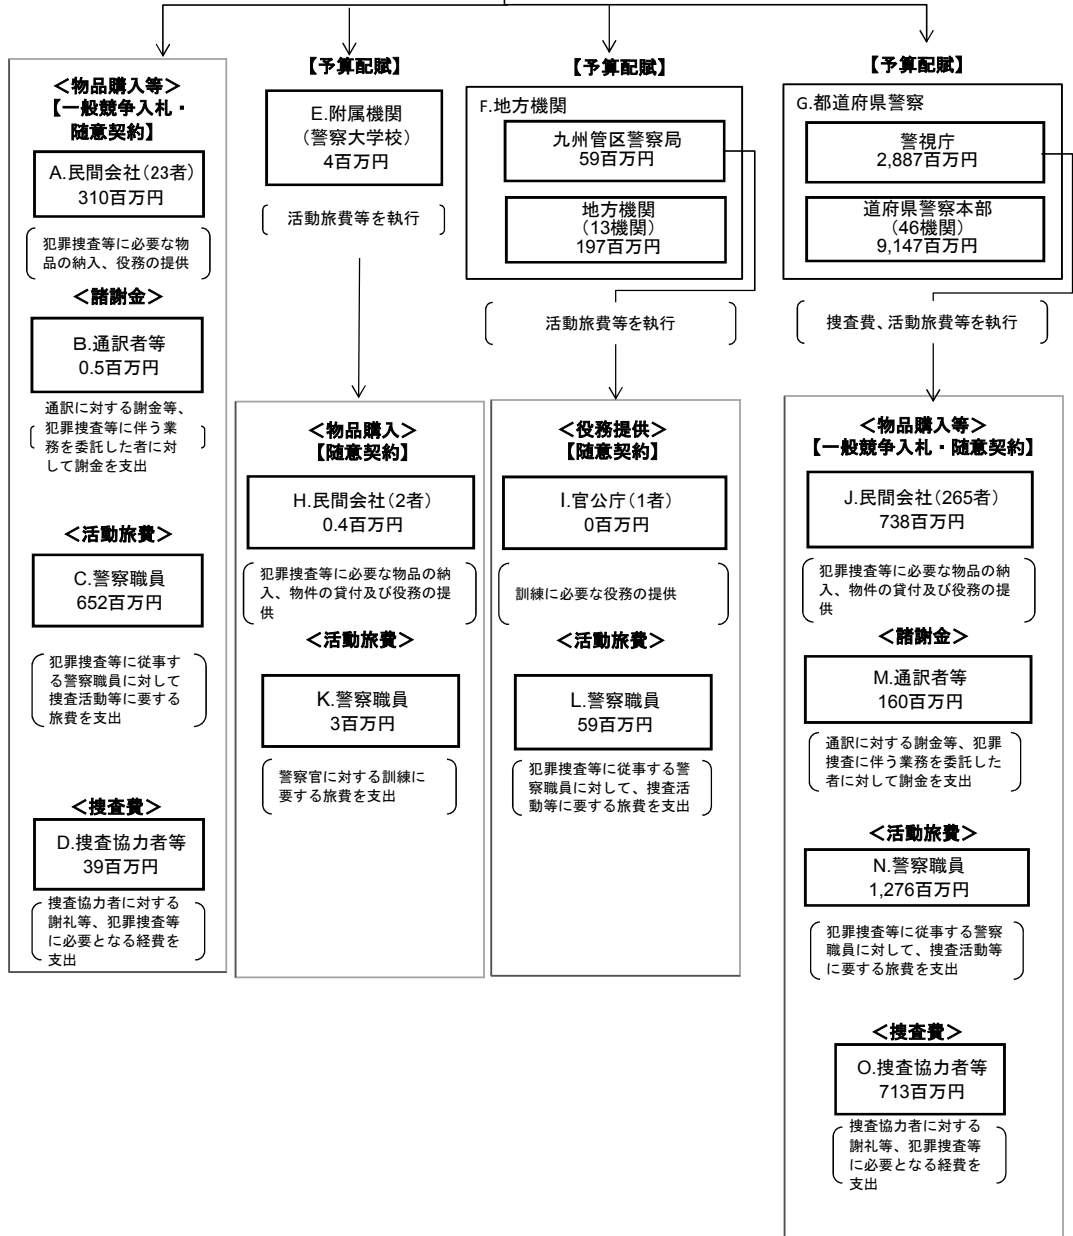 ＜物品購入等＞
【一般競争入札・
随意契約】
A.民間会社（23者）
310百万円
犯罪捜査等に必要な物
品の納入、役務の提供
＜諸謝金＞
B.通訳者等
0.5百万円
通訳に対する謝金等、
犯罪捜査等に伴う業
務を委託した者に対
して謝金を支出
＜活動旅費＞
C.警察職員
652百万円
犯罪捜査等に従事す
る警察職員に対して
捜査活動等に要する
旅費を支出
＜捜査費＞
D.捜査協力者等
39百万円
捜査協力者に対する
謝礼等、犯罪捜査等
に必要となる経費を
支出
【予算配賦】
E.附属機関
（警察大学校）
4百万円
活動旅費等を執行
＜物品購入＞
【随意契約】
H.民間会社（2者）
0.4百万円
犯罪捜査等に必要な物品の納
入、物件の貸付及び役務の提
供
＜活動旅費＞
K.警察職員
3百万円
警察官に対する訓練に
要する旅費を支出
【予算配賦】
F.地方機関
九州管区警察局
59百万円
地方機関
（13機関）
197百万円
活動旅費等を執行
＜役務提供＞
【随意契約】
I.官公庁（1者）
0百万円
訓練に必要な役務の提供
＜活動旅費＞
L.警察職員
59百万円
犯罪捜査等に従事する警
察職員に対して、捜査活
動等に要する旅費を支出
【予算配賦】
G.都道府県警察
警視庁
2,887百万円
道府県警察本部
（46機関）
9,147百万円
捜査費、活動旅費等を執行
＜物品購入等＞
【一般競争入札・随意契約】
J.民間会社（265者）
738百万円
犯罪捜査等に必要な物品の納
入、物件の貸付及び役務の提
供
＜諸謝金＞
M.通訳者等
160百万円
通訳に対する謝金等、犯罪
捜査に伴う業務を委託した
者に対して謝金を支出
＜活動旅費＞
N.警察職員
1,276百万円
犯罪捜査等に従事する警察
職員に対して、捜査活動等
に要する旅費を支出
＜捜査費＞
O.捜査協力者等
713百万円
捜査協力者に対する
謝礼等、犯罪捜査等
に必要となる経費を
支出